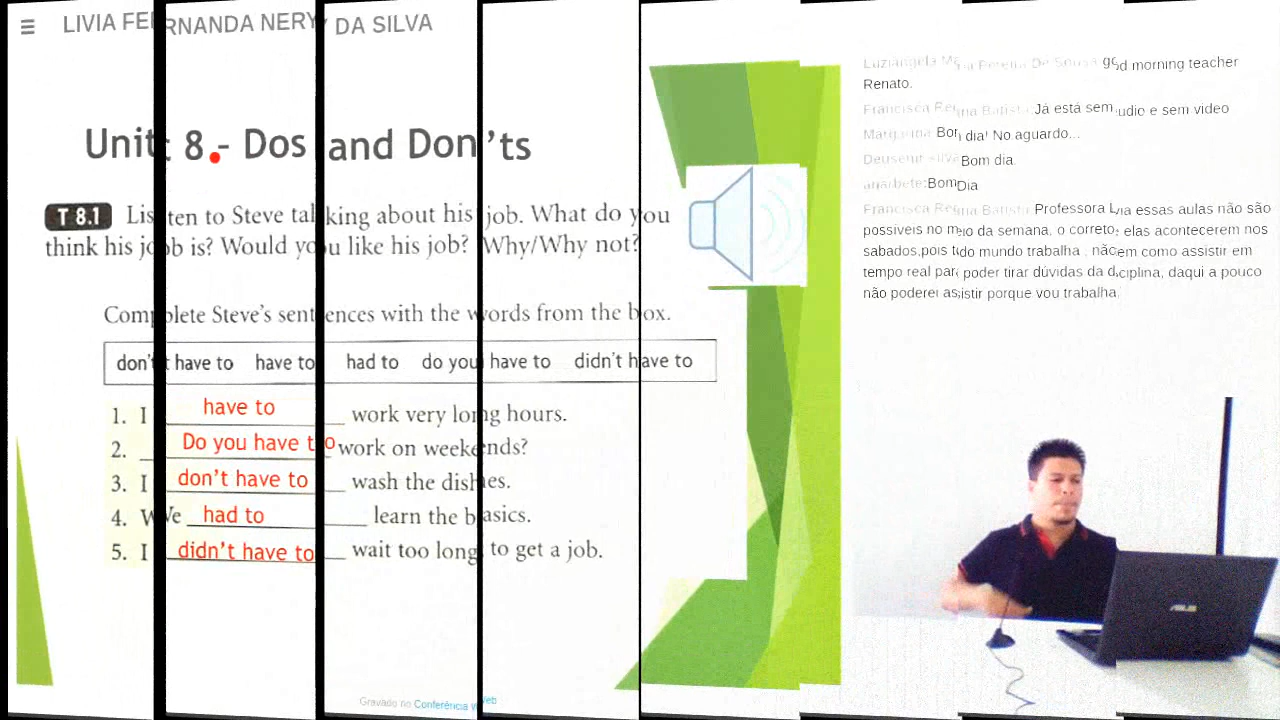 LIVIA FERNANDA NERY DA SILVA
Unit 8 - Dos and Don'ts
T 8.1 Listen to Steve talking about his job. What do you
think his job is? Would you like his job? Why/Why not?
Complete Steve's sentences with the words from the box.
don't have to have to had to do you have to didn't have to
1. I have to work very long hours.
2. Do you have to work on weekends?
3. I don't have to wash the dishes.
4. We had to learn the basics.
5. I didn't have to wait too long to get a job.
Gravado no Conferência Web
good morning teacher
Renato.
Francisca Batista Já está sem audio e sem video
Bom dia! No aguardo...
Bom dia
Bom Dia
Francisca Batista Professora essas aulas não são
possíveis no meio da semana, o correto elas acontecerem nos
sabados,pois todo mundo trabalha , não em como assistir em
tempo real para poder tirar dúvidas da disciplina, daqui a pouco
não poderei assistir porque vou trabalha
ASUS